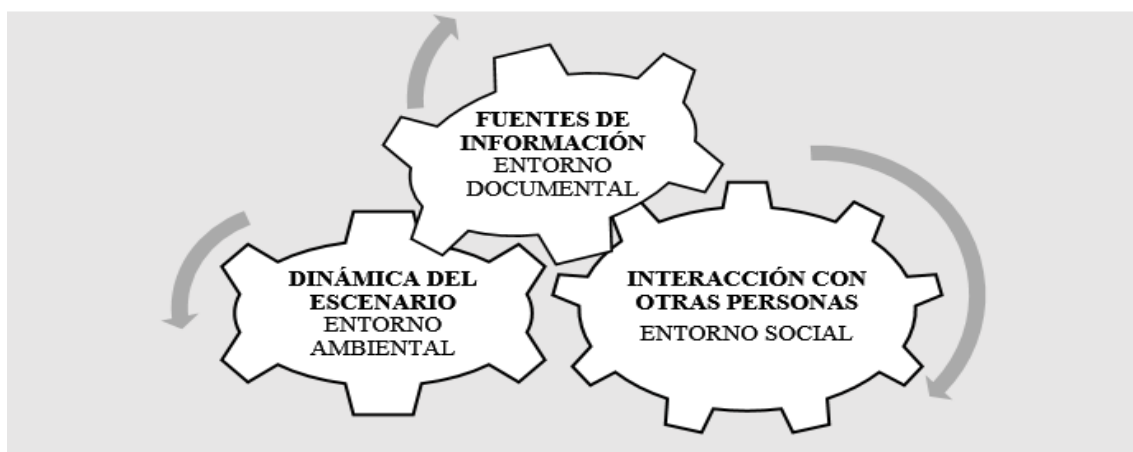 FUENTES DE
INFORMACIÓN
ENTORNO
DOCUMENTAL
DINÁMICA DEL
ESCENARIO
ENTORNO
AMBIENTAL
INTERACCIÓN CON
OTRAS PERSONAS
ENTORNO SOCIAL